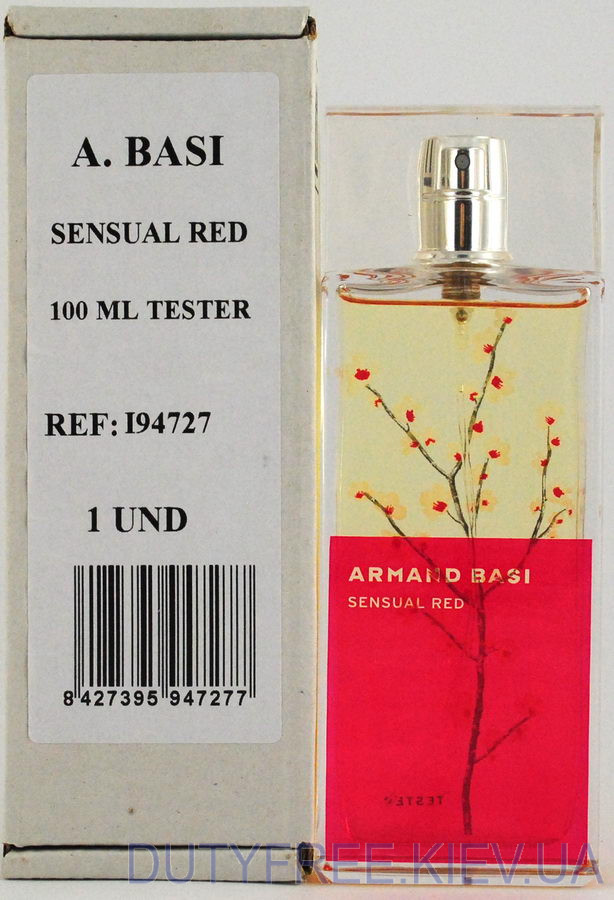 A. BASI
SENSUAL RED
100 ML TESTER
REF: I94727
1 UND
8 427395 947277
ARMAND BASI
SENSUAL RED
TESTER
DUTYFREE.KIEV.UA